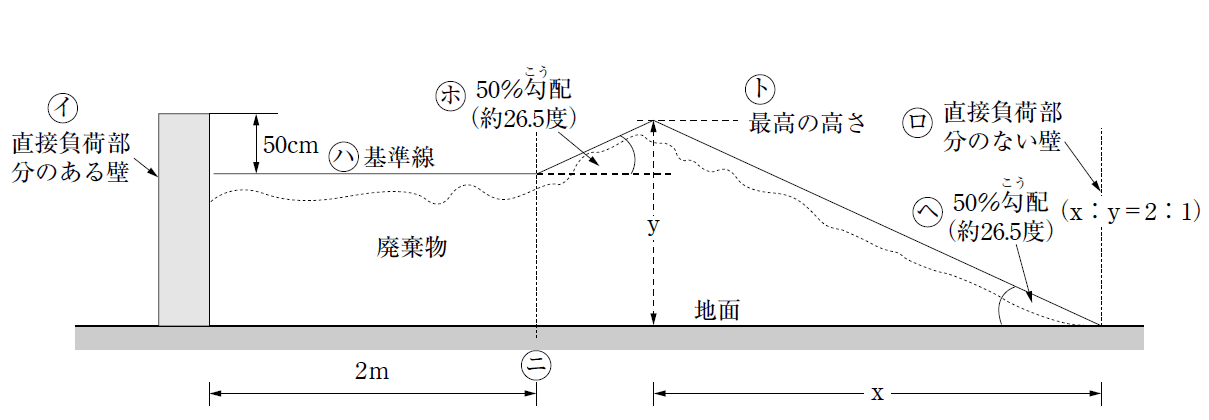 ㋑
直接負荷部
分のある壁
50cm
㋩基準線
㋭
こう
50%勾配
(約26.5度)
㋣
最高の高さ
㋺
直接負荷部
分のない壁
㋬
こう
50%勾配
(約26.5度)
(x：y＝2：1)
廃棄物
y
地面
2m
㋥
x